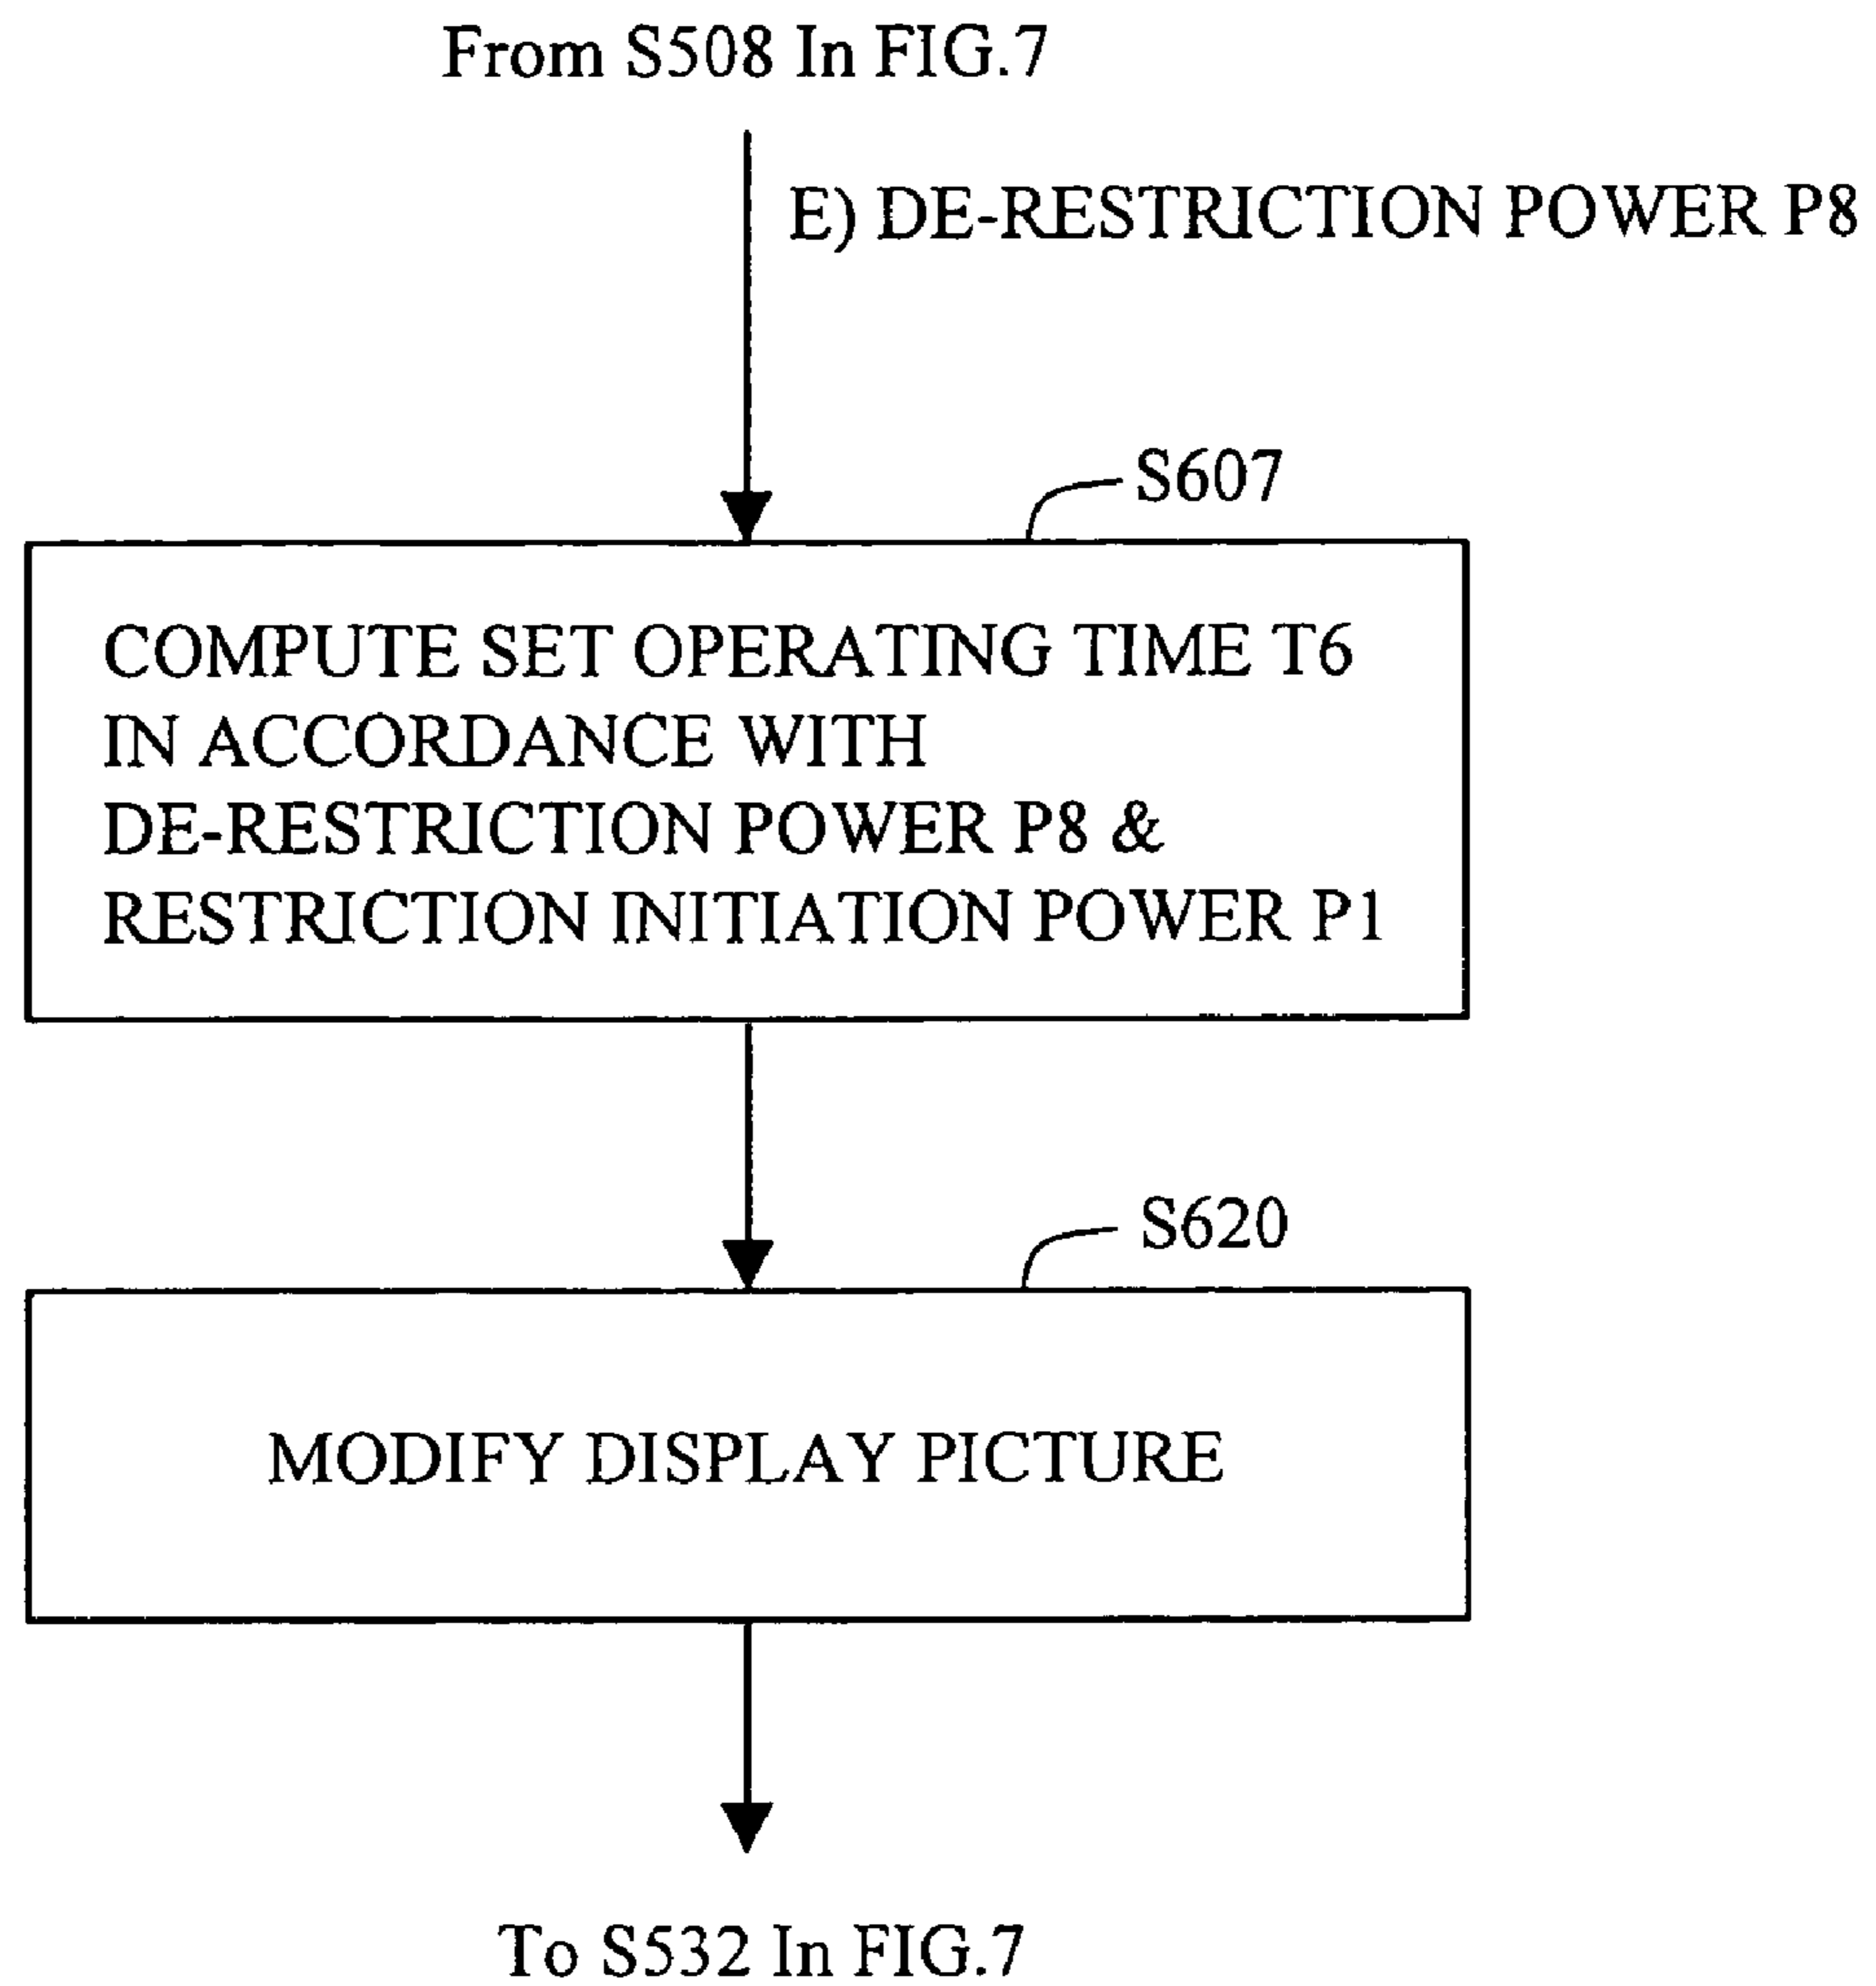 From S508 In FIG.7
E) DE-RESTRICTION POWER P8
S607
COMPUTE SET OPERATING TIME T6
IN ACCORDANCE WITH
DE-RESTRICTION POWER P8 &
RESTRICTION INITIATION POWER P1
S620
MODIFY DISPLAY PICTURE
To S532 In FIG.7